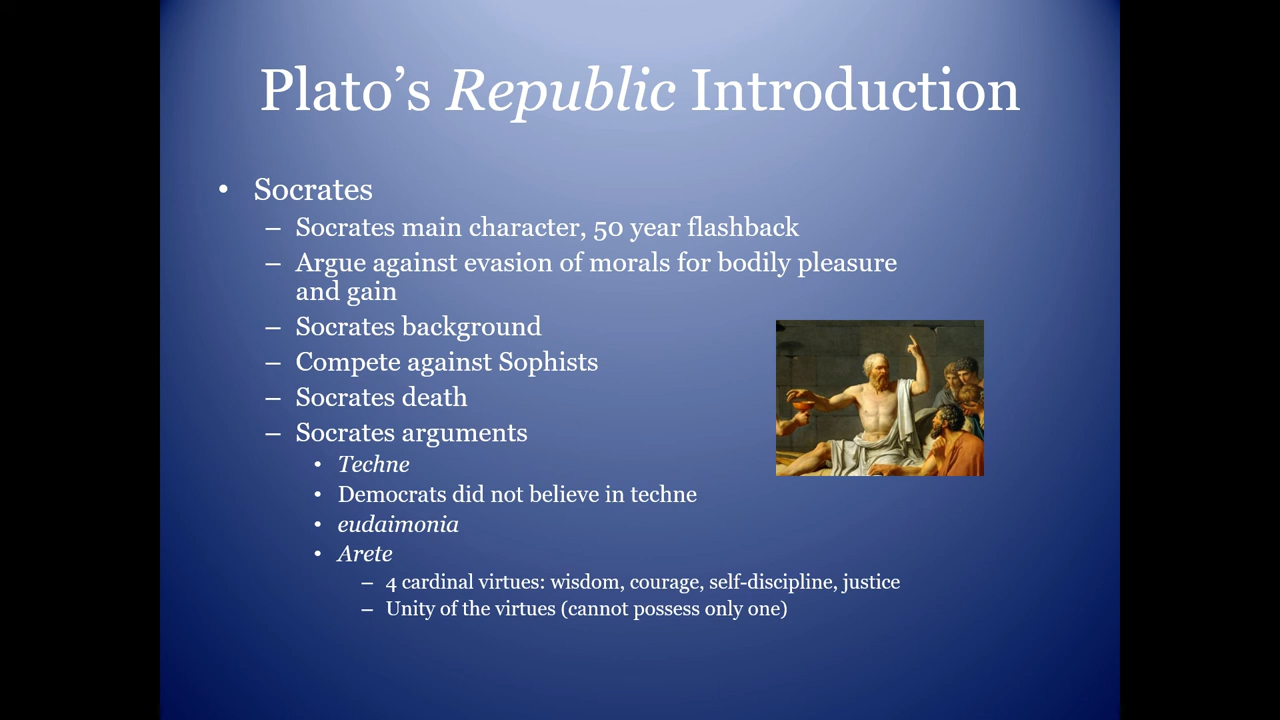 Plato’s Republic Introduction
• Socrates
– Socrates main character, 50 year flashback
– Argue against evasion of morals for bodily pleasure
and gain
– Socrates background
– Compete against Sophists
– Socrates death
– Socrates arguments
• Techne
• Democrats did not believe in techne
• eudaimonia
• Arete
– 4 cardinal virtues: wisdom, courage, self-discipline, justice
– Unity of the virtues (cannot possess only one)